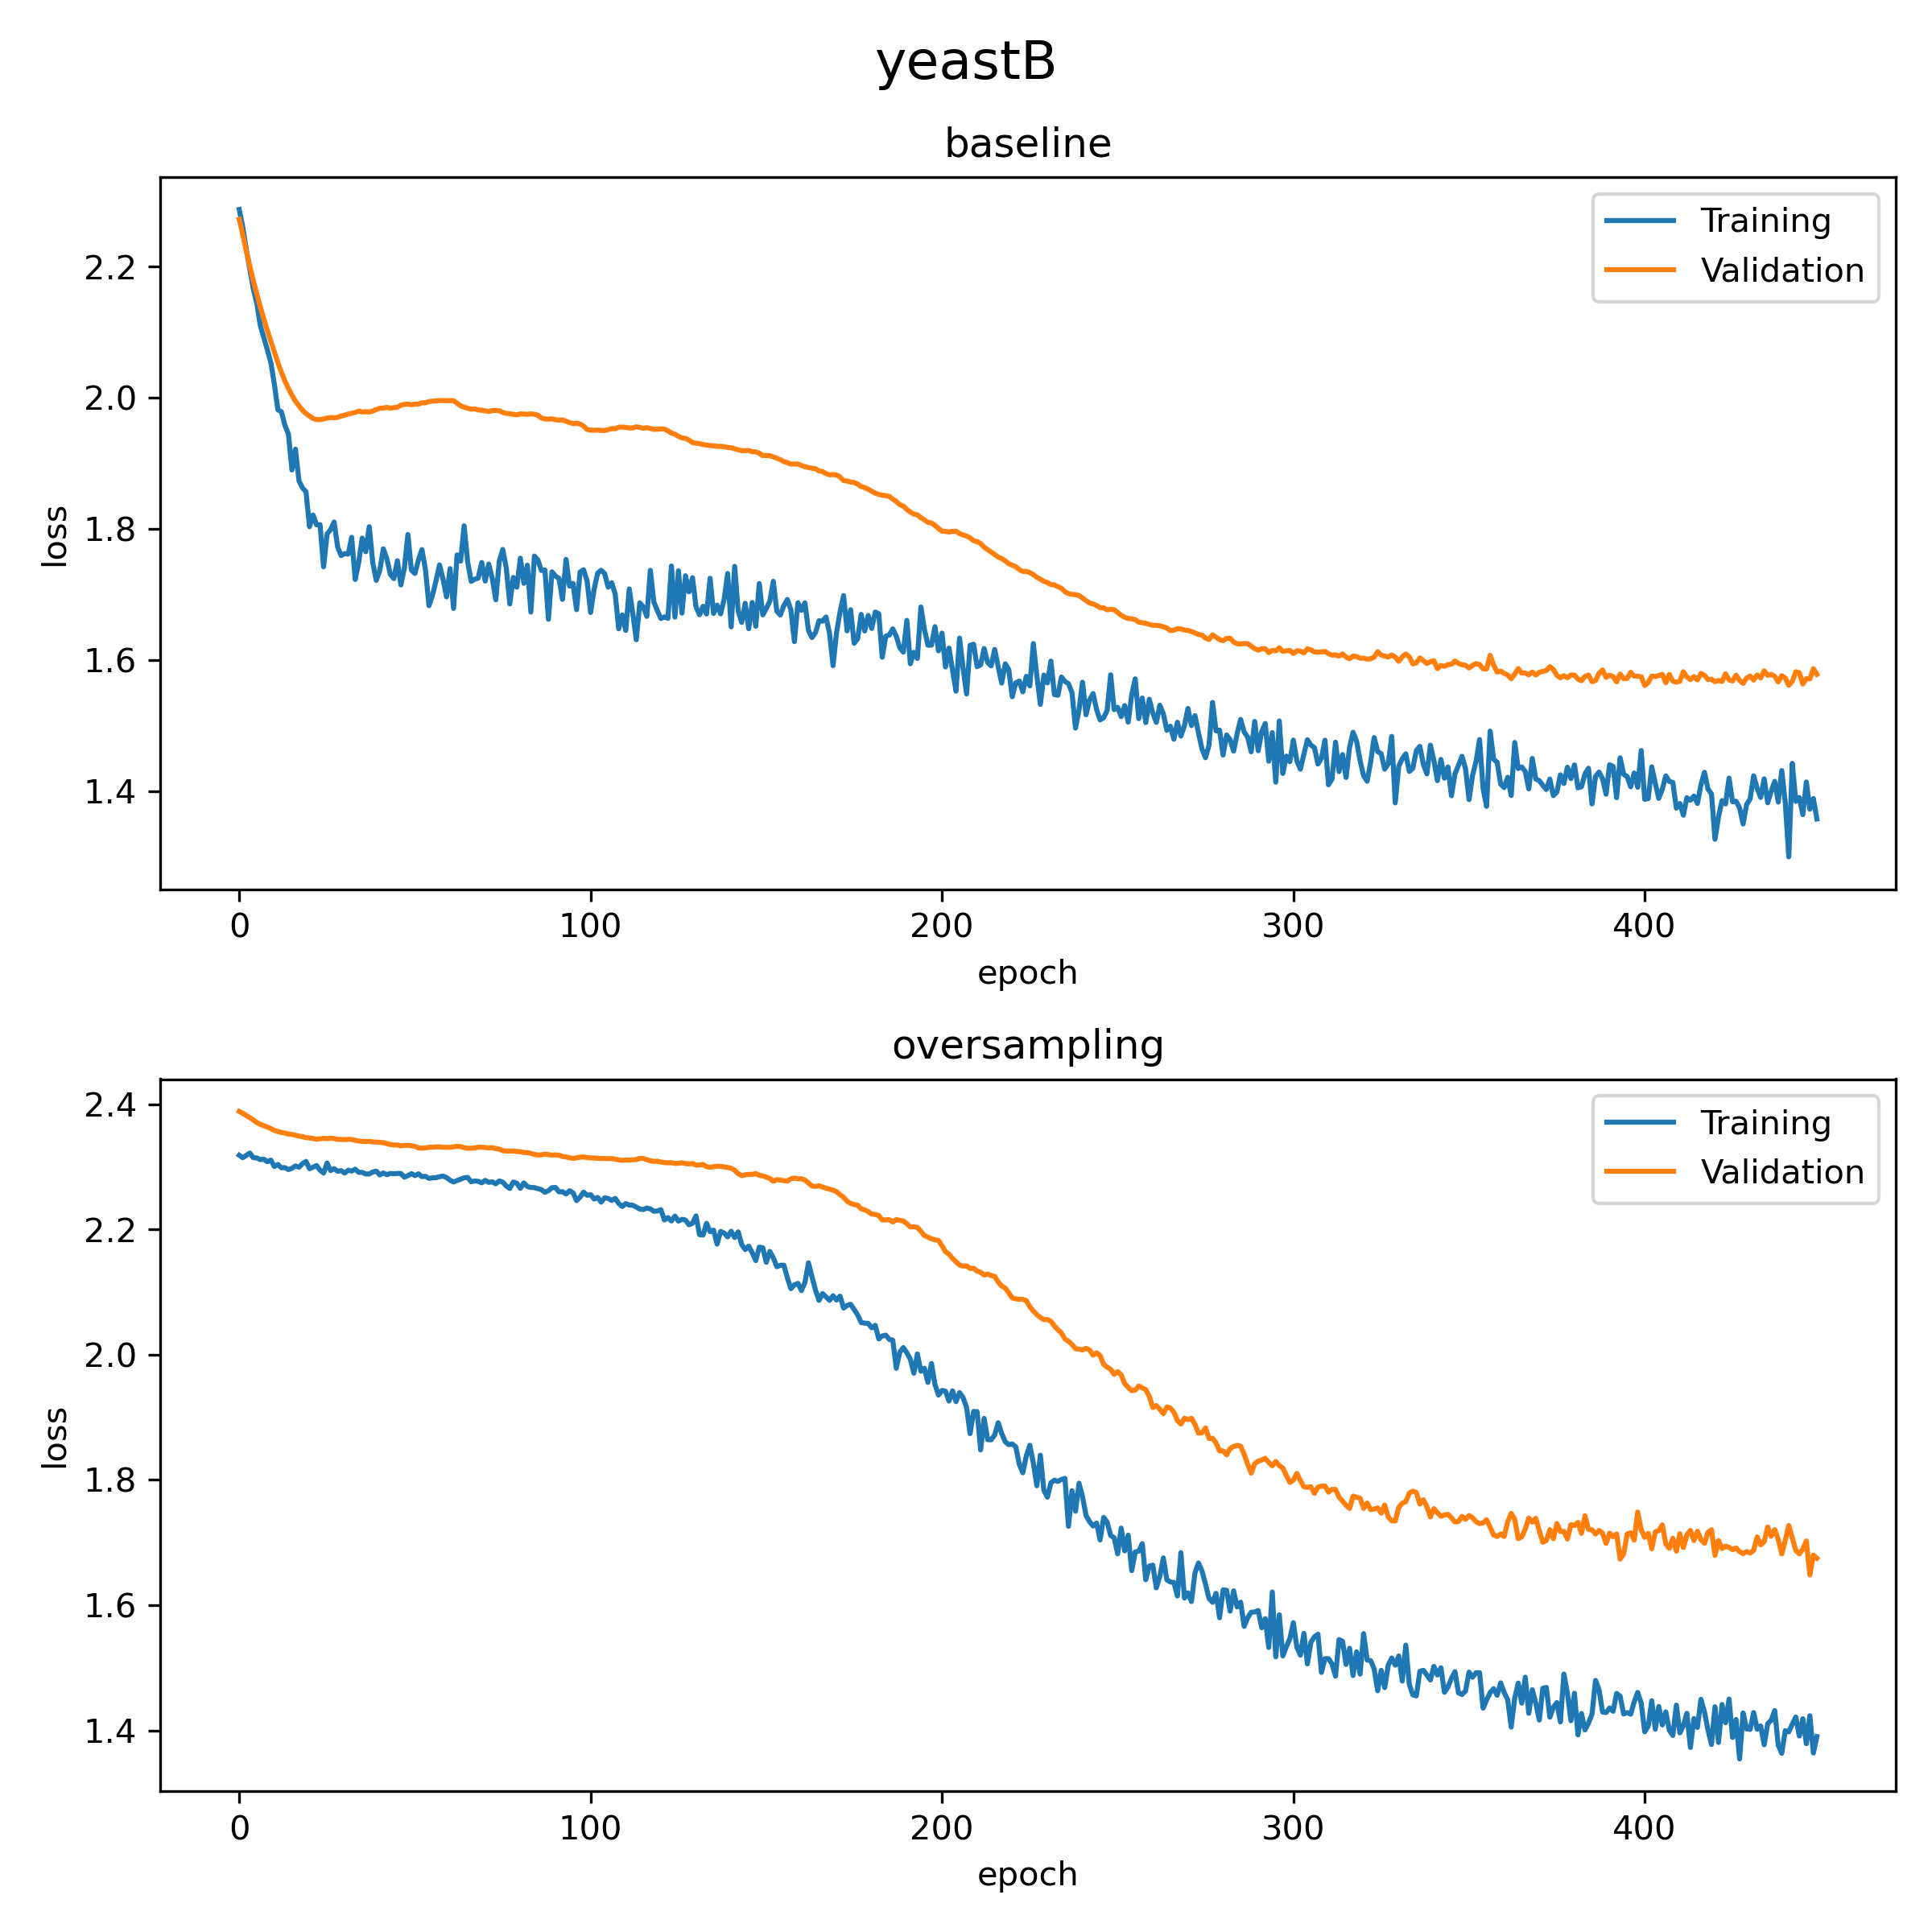 yeastB
baseline
Training
Validation
2.2
2.0
1.8
1.6
1.4
loss
0 100 200 300 400
epoch
oversampling
Training
Validation
2.4
2.2
2.0
1.8
1.6
1.4
loss
0 100 200 300 400
epoch